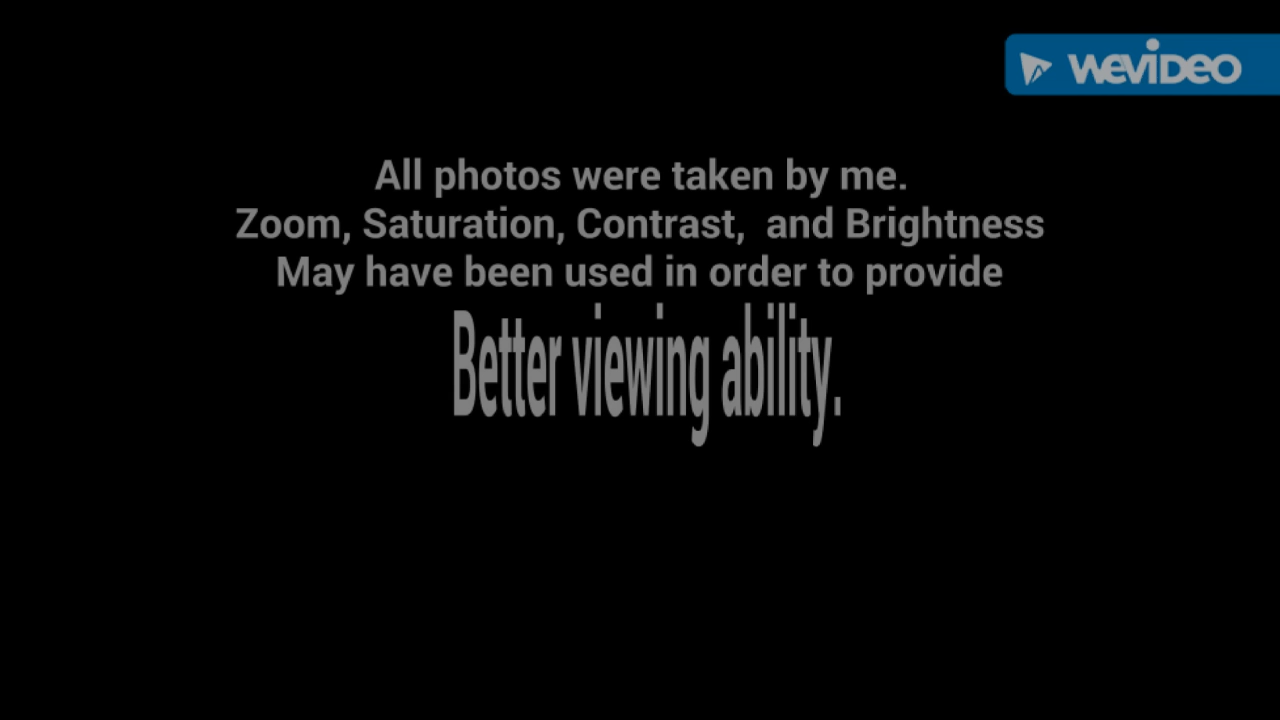 WEVIDEO
All photos were taken by me.
Zoom, Saturation, Contrast,  and Brightness
May have been used in order to provide
Better viewing ability.